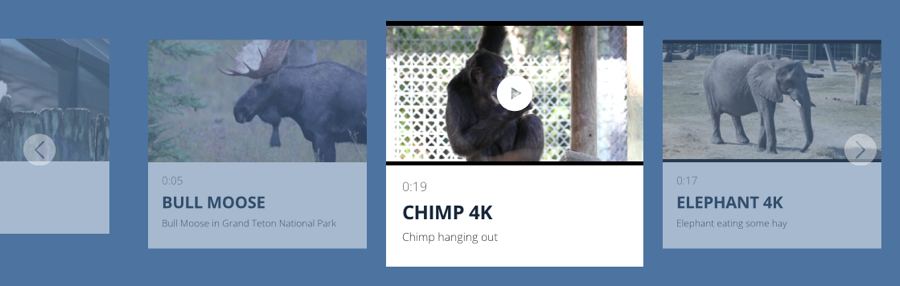 0:05
BULL MOOSE
Bull Moose in Grand Teton National Park
0:19
CHIMP 4K
Chimp hanging out
0:17
ELEPHANT 4K
Elephant eating some hay